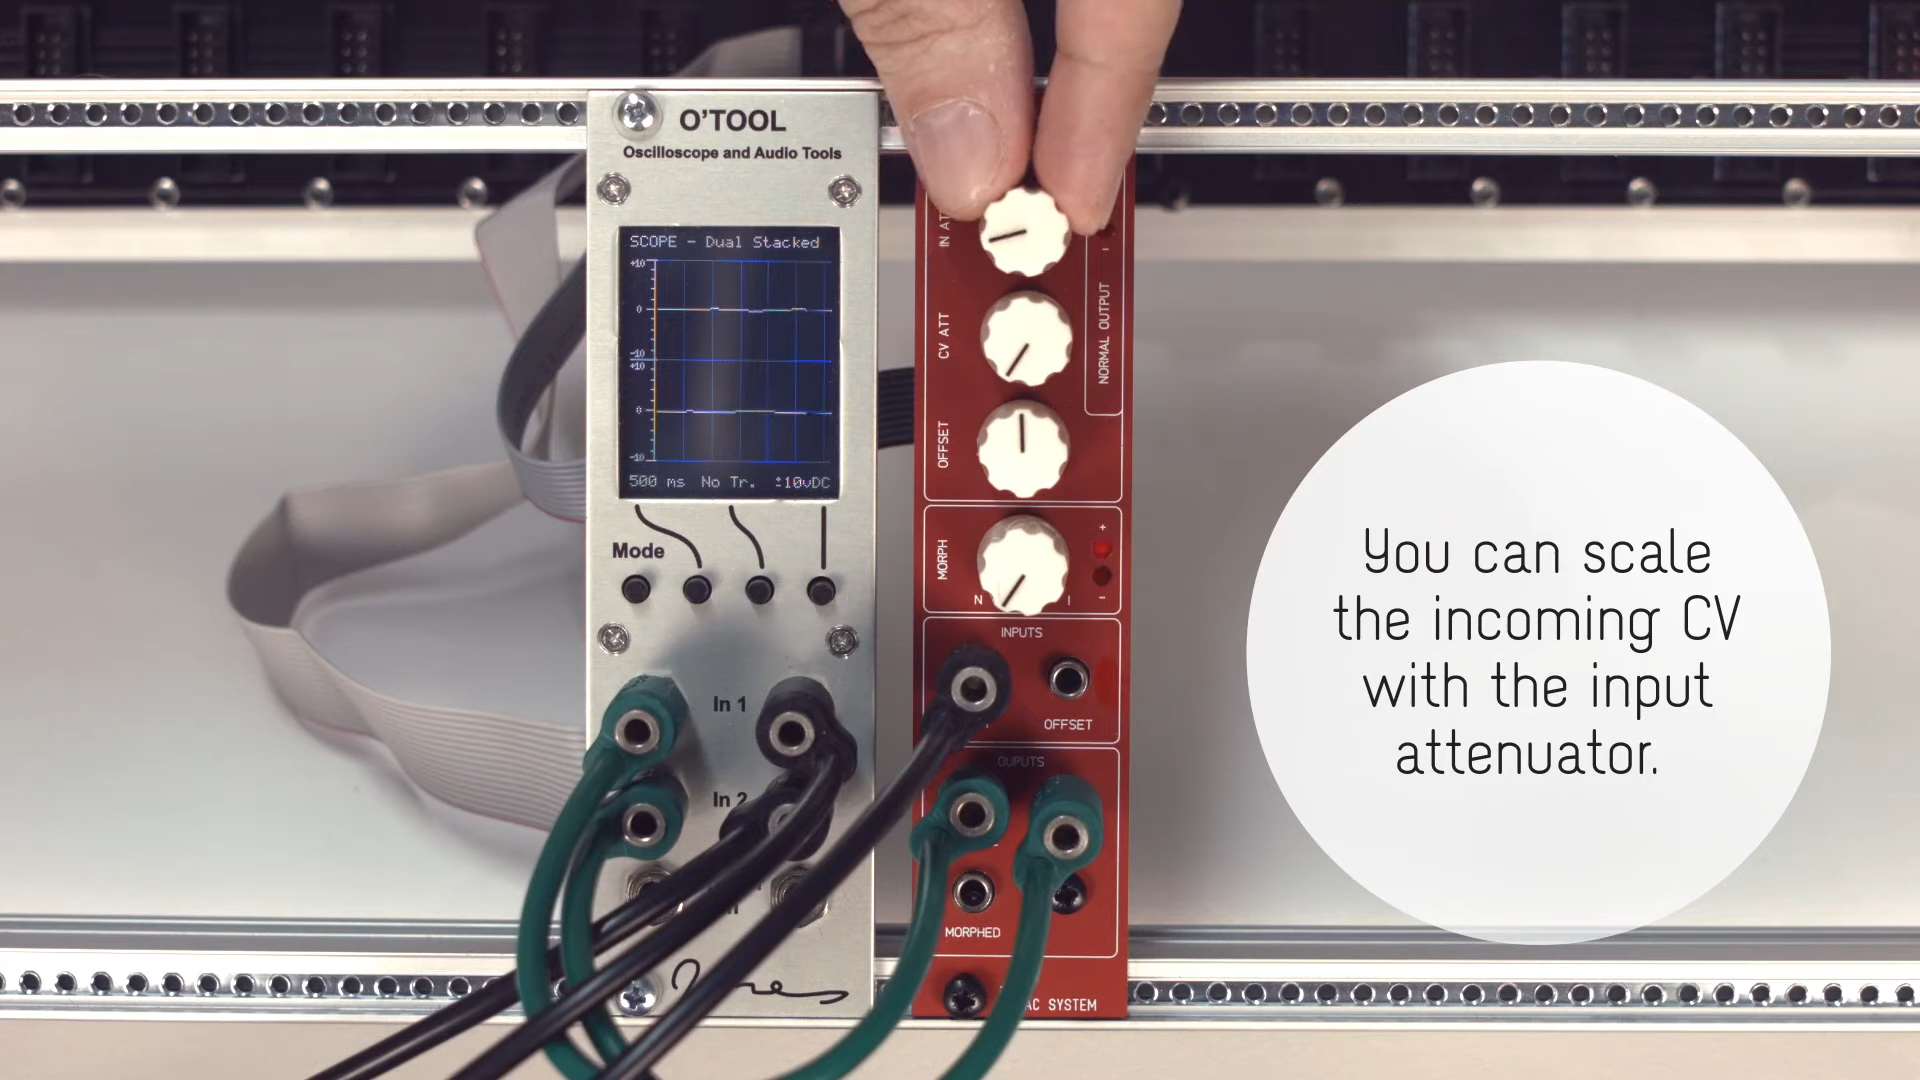 O'TOOL
Oscilloscope and Audio Tools
SCOPE - Dual Stacked
+10
0
-10
+10
0
-10
500 ms No Tr. ±10vDC
Mode
In 1
In 2
Jones
IN
CV ATT
OFFSET
NORMAL OUTPUT
MORPH
+
-
N
I
INPUTS
OFFSET
OUPUTS
MORPHED
SYSTEM
You can scale
the incoming CV
with the input
attenuator.